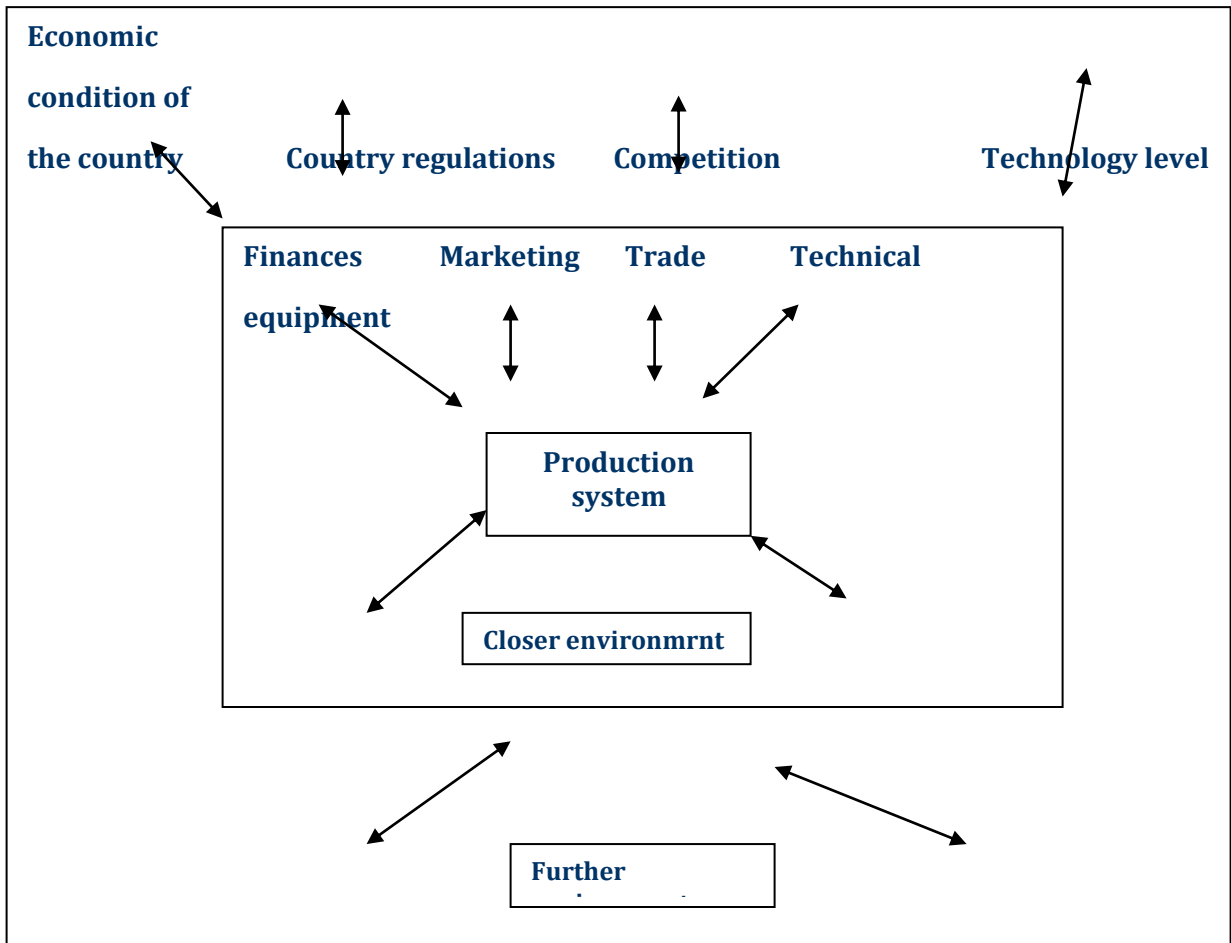 Economic
condition of
the country Country regulations Competition Technology level
Finances Marketing Trade Technical
equipment
Production
system
Closer environmrnt
Further